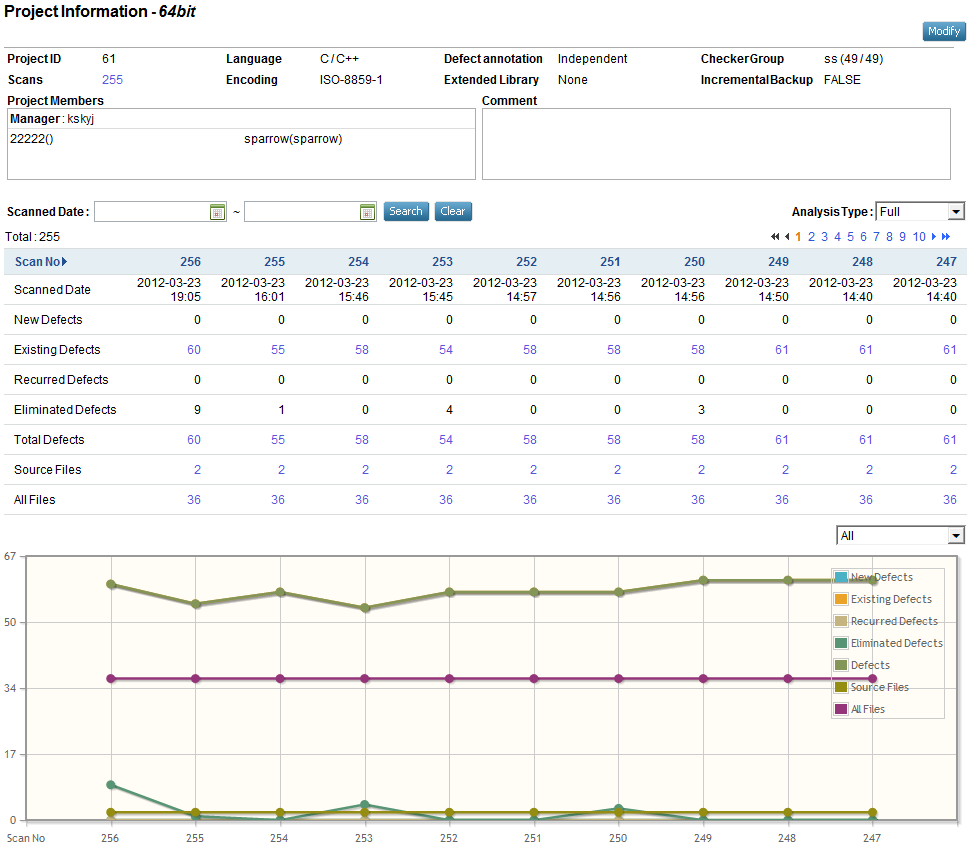 Project Information - 64bit
Modify
Project ID 61 Language C / C++ Defect annotation Independent Checker Group ss (49 / 49)
Scans 255 Encoding ISO-8859-1 Extended Library None Incremental Backup FALSE
Project Members Comment
Manager : kskyj
22222() sparrow(sparrow)
Scanned Date : ~ Search Clear Analysis Type : Full
Total : 255 1 2 3 4 5 6 7 8 9 10
Scan No 256 255 254 253 252 251 250 249 248 247
Scanned Date 2012-03-23 2012-03-23 2012-03-23 2012-03-23 2012-03-23 2012-03-23 2012-03-23 2012-03-23 2012-03-23 2012-03-23
19:05 16:01 15:46 15:45 14:57 14:56 14:56 14:50 14:40 14:40
New Defects 0 0 0 0 0 0 0 0 0 0
Existing Defects 60 55 58 54 58 58 58 61 61 61
Recurred Defects 0 0 0 0 0 0 0 0 0 0
Eliminated Defects 9 1 0 4 0 0 3 0 0 0
Total Defects 60 55 58 54 58 58 58 61 61 61
Source Files 2 2 2 2 2 2 2 2 2 2
All Files 36 36 36 36 36 36 36 36 36 36
All
67
50
34
17
0
New Defects
Existing Defects
Recurred Defects
Eliminated Defects
Defects
Source Files
All Files
Scan No 256 255 254 253 252 251 250 249 248 247